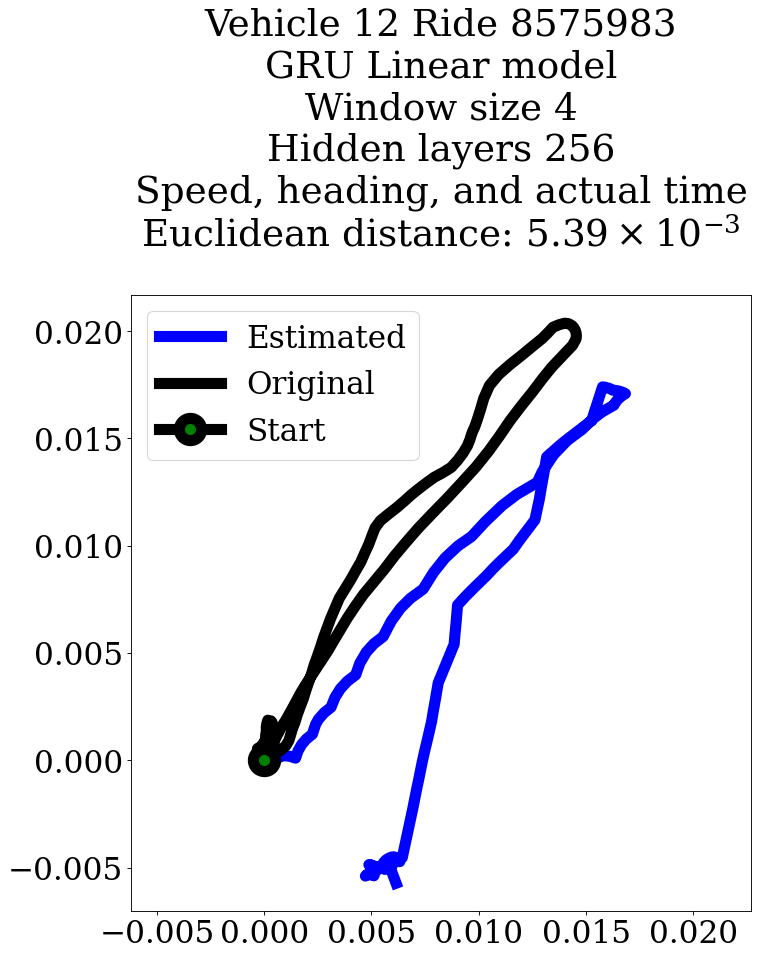 Vehicle 12 Ride 8575983
GRU Linear model
Window size 4
Hidden layers 256
Speed, heading, and actual time
Euclidean distance: 5.39 × 10⁻³
Estimated
Original
Start
0.020
0.015
0.010
0.005
0.000
−0.005
−0.005 0.000 0.005 0.010 0.015 0.020